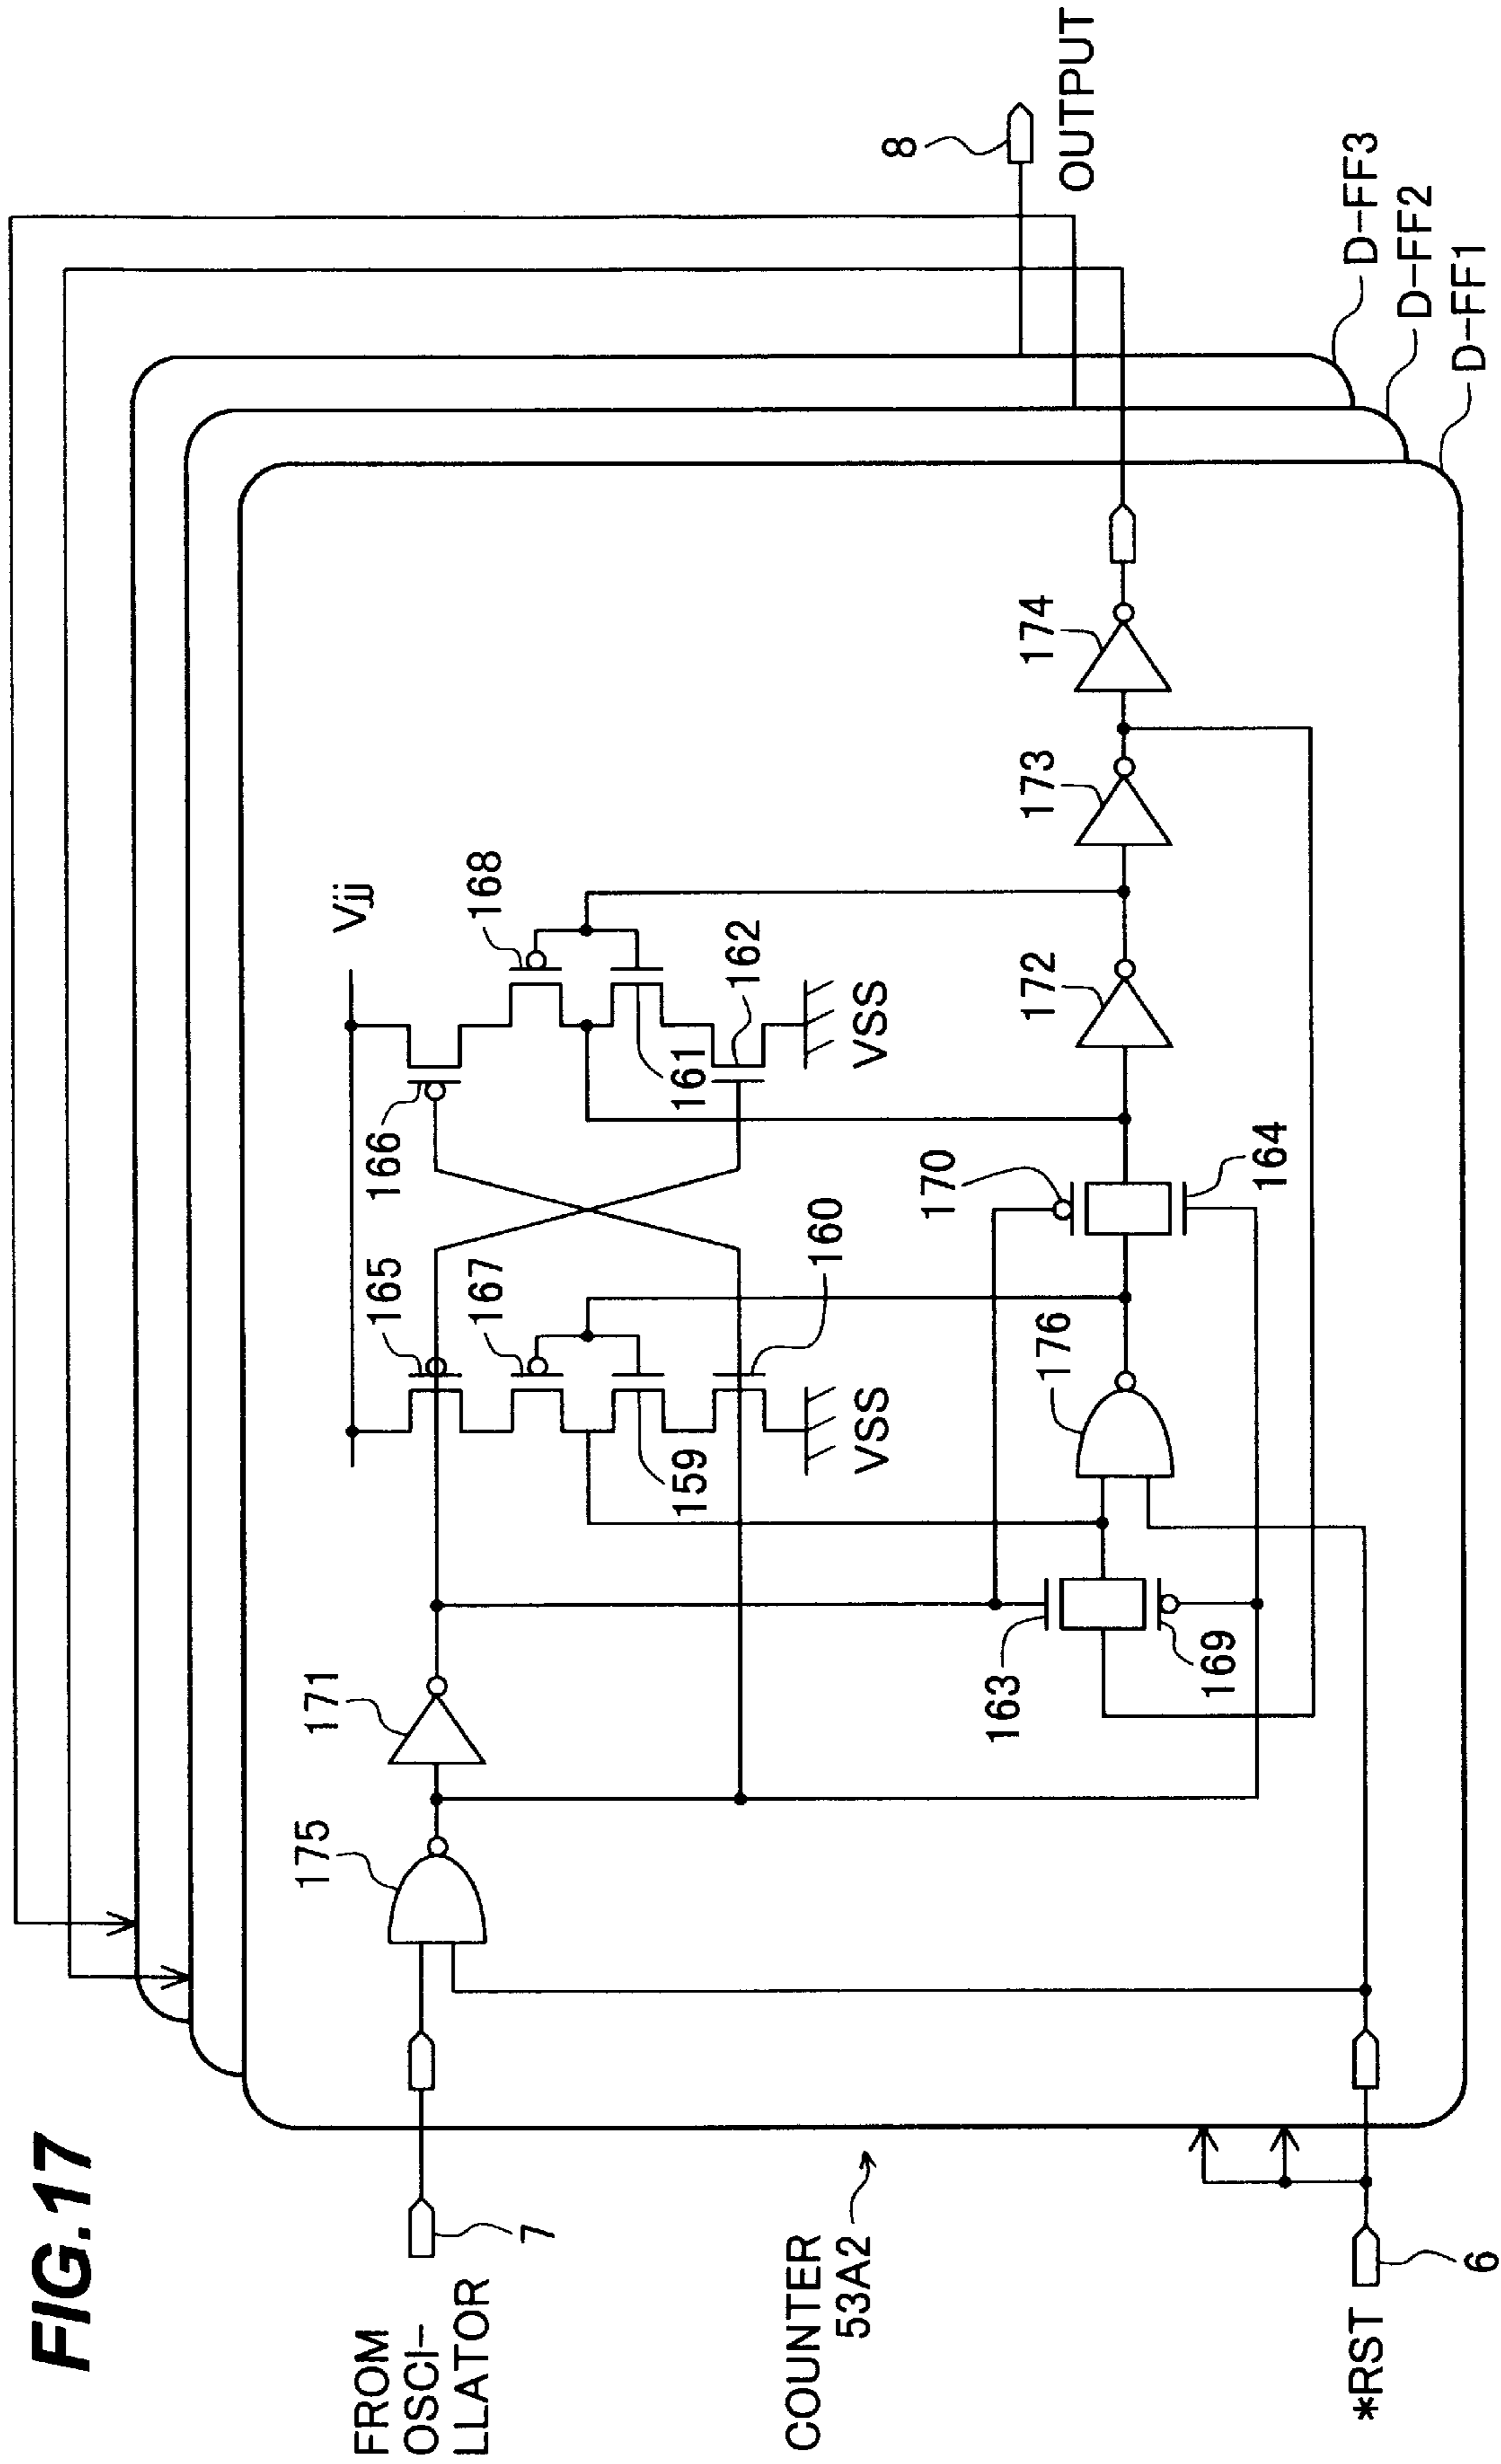 FIG.17
FROM
OSCI-
LLATOR
7
COUNTER
53A2
*RST
6
175
171
165
167
159
160
VSS
Vjj
166
168
161
162
VSS
163
169
176
170
164
172
173
174
8
OUTPUT
D-FF3
D-FF2
D-FF1